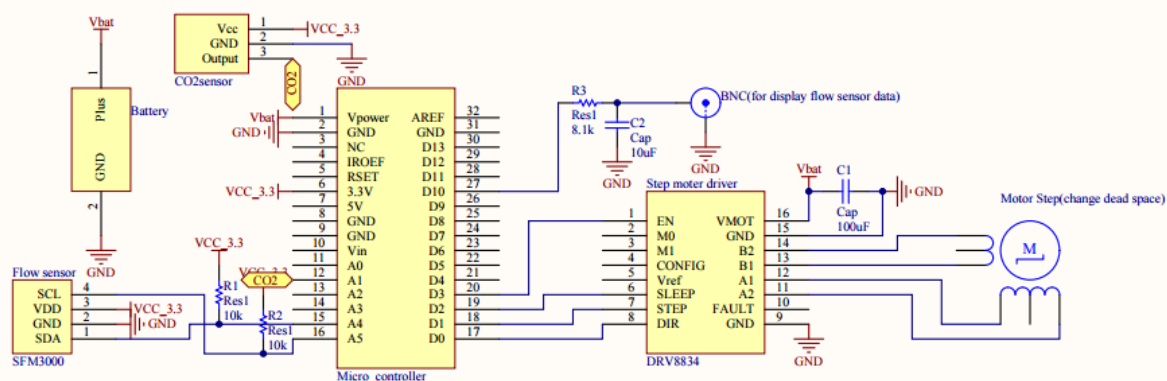 Vbat
1
Plus
GND
2
Battery
GND
Vcc
GND
Output
1
2
3
CO2sensor
VCC_3.3
GND
CO2
Vbat
GND
VCC_3.3
1 Vpower AREF 32
2 GND GND 31
3 NC D13 30
4 IROEF D12 29
5 RSET D11 28
6 3.3V D10 27
7 5V D9 26
8 GND D8 25
9 GND D7 24
10 Vin D6 23
11 A0 D5 22
12 A1 D4 21
13 A2 D3 20
14 A3 D2 19
15 A4 D1 18
16 A5 D0 17
Micro_controller
Flow sensor
SCL 4
VDD 3
GND 2
SDA 1
SFM3000
VCC_3.3
GND
VCC_3.3
R1
Res1
10k
VCC_3.3
CO2
R2
Res1
10k
R3
Res1
8.1k
C2
Cap
10uF
GND
BNC(for display flow sensor data)
GND
Step moter driver
1 EN VMOT 16
2 M0 GND 15
3 M1 B2 14
4 CONFIG B1 13
5 Vref A1 12
6 SLEEP A2 11
7 STEP FAULT 10
8 DIR GND 9
DRV8834
GND
Vbat
C1
Cap
100uF
GND
Motor Step(change dead space)
M